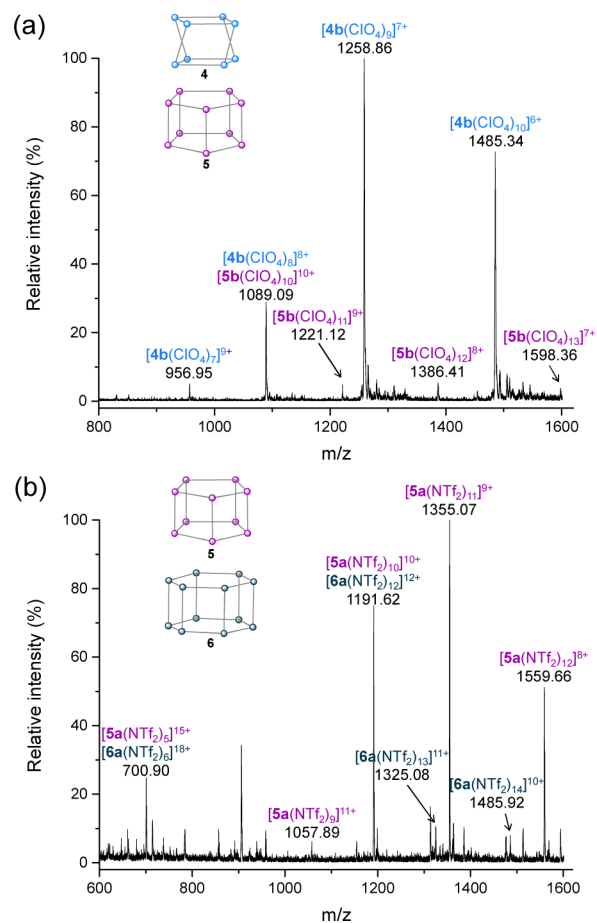 (a)
4
5
[4b(ClO₄)₉]⁷⁺
1258.86
[4b(ClO₄)₁₀]⁶⁺
1485.34
[4b(ClO₄)₈]⁸⁺
[5b(ClO₄)₁₀]¹⁰⁺
1089.09
[5b(ClO₄)₁₁]⁹⁺
1221.12
[4b(ClO₄)₇]⁹⁺
956.95
[5b(ClO₄)₁₂]⁸⁺
1386.41
[5b(ClO₄)₁₃]⁷⁺
1598.36
Relative intensity (%)
100
80
60
40
20
0
800
1000
1200
1400
1600
m/z
(b)
5
6
[5a(NTf₂)₁₁]⁹⁺
1355.07
[5a(NTf₂)₁₀]¹⁰⁺
[6a(NTf₂)₁₂]¹²⁺
1191.62
[5a(NTf₂)₁₂]⁸⁺
1559.66
[5a(NTf₂)₅]¹⁵⁺
[6a(NTf₂)₆]¹⁸⁺
700.90
[6a(NTf₂)₁₃]¹¹⁺
1325.08
[6a(NTf₂)₁₄]¹⁰⁺
1485.92
[5a(NTf₂)₉]¹¹⁺
1057.89
Relative intensity (%)
100
80
60
40
20
0
600
800
1000
1200
1400
1600
m/z